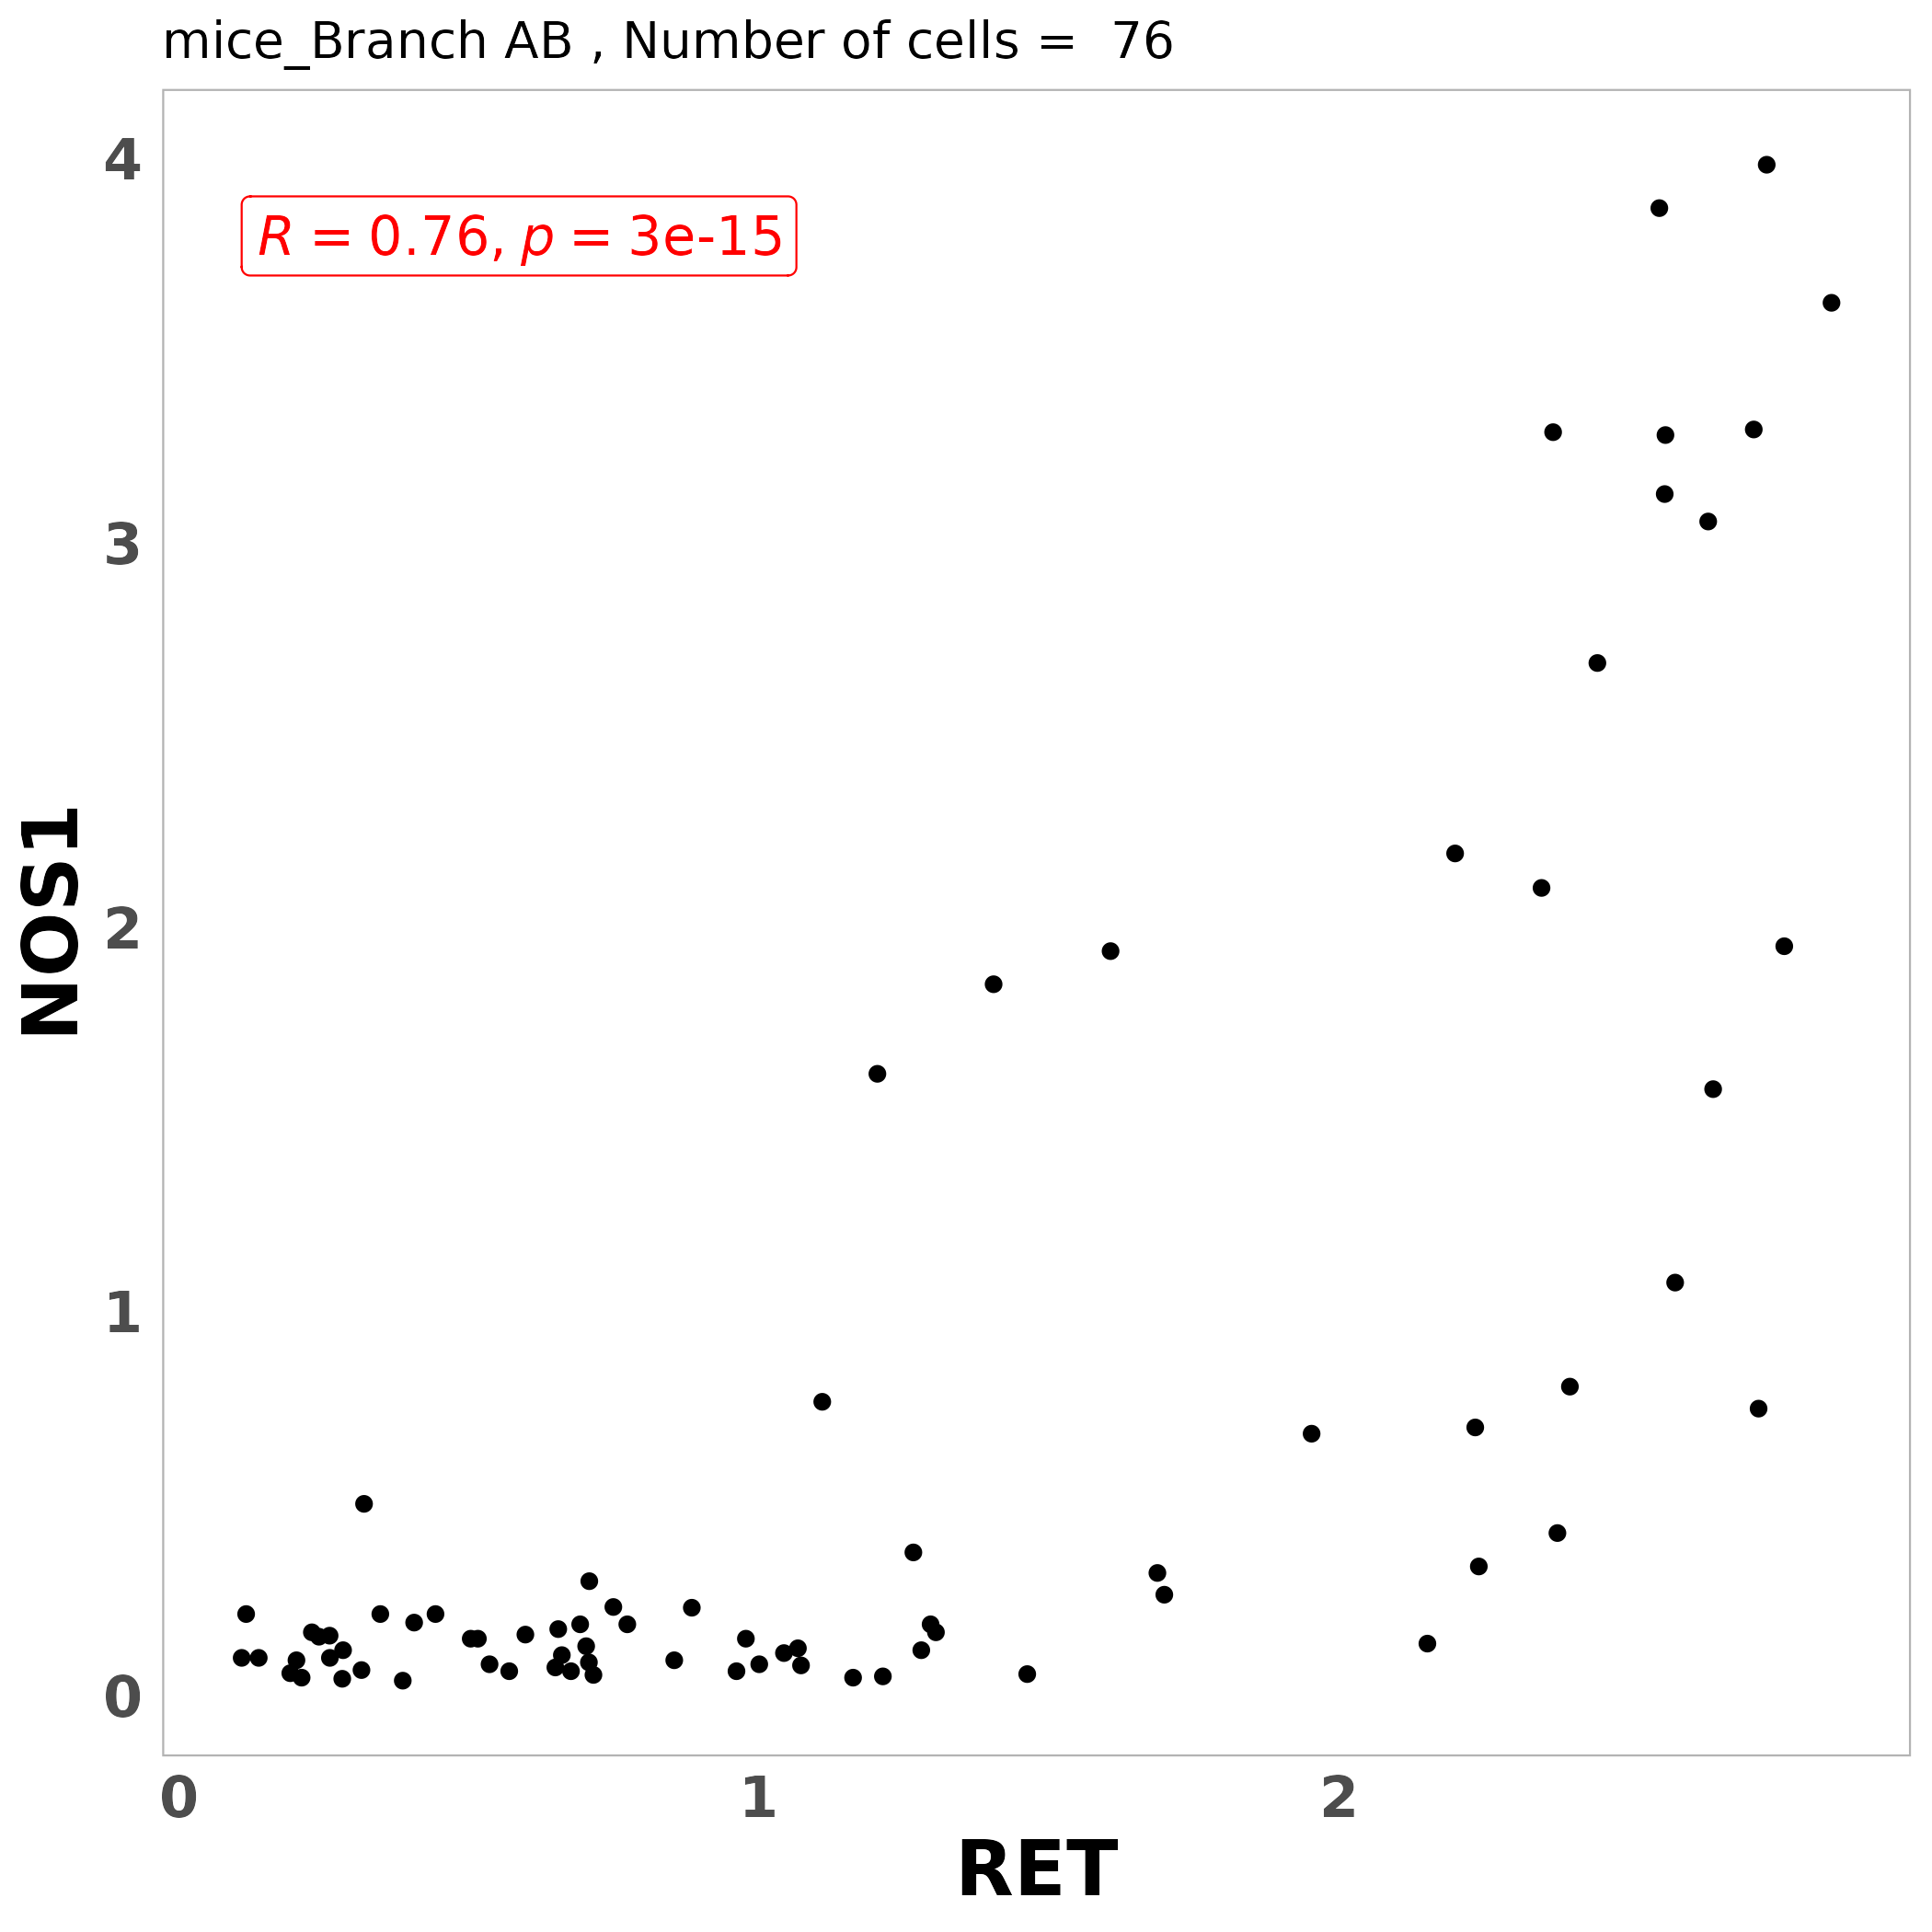 mice_Branch AB , Number of cells =  76
R = 0.76, p = 3e-15
4
3
2
1
0
NOS1
0 1 2
RET